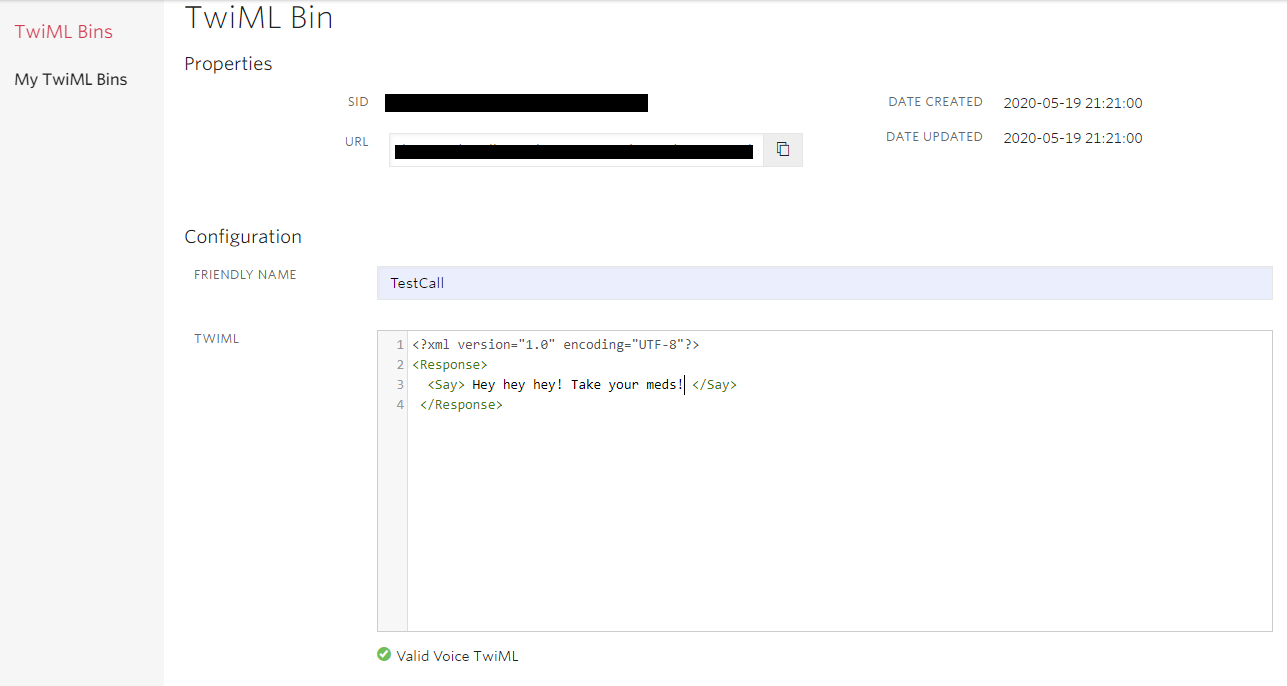 TwiML Bins
My TwiML Bins
TwiML Bin
Properties
SID
DATE CREATED 2020-05-19 21:21:00
URL
DATE UPDATED 2020-05-19 21:21:00
Configuration
FRIENDLY NAME TestCall
TWIML
1 <?xml version="1.0" encoding="UTF-8"?>
2 <Response>
3 <Say> Hey hey hey! Take your meds! </Say>
4 </Response>
Valid Voice TwiML